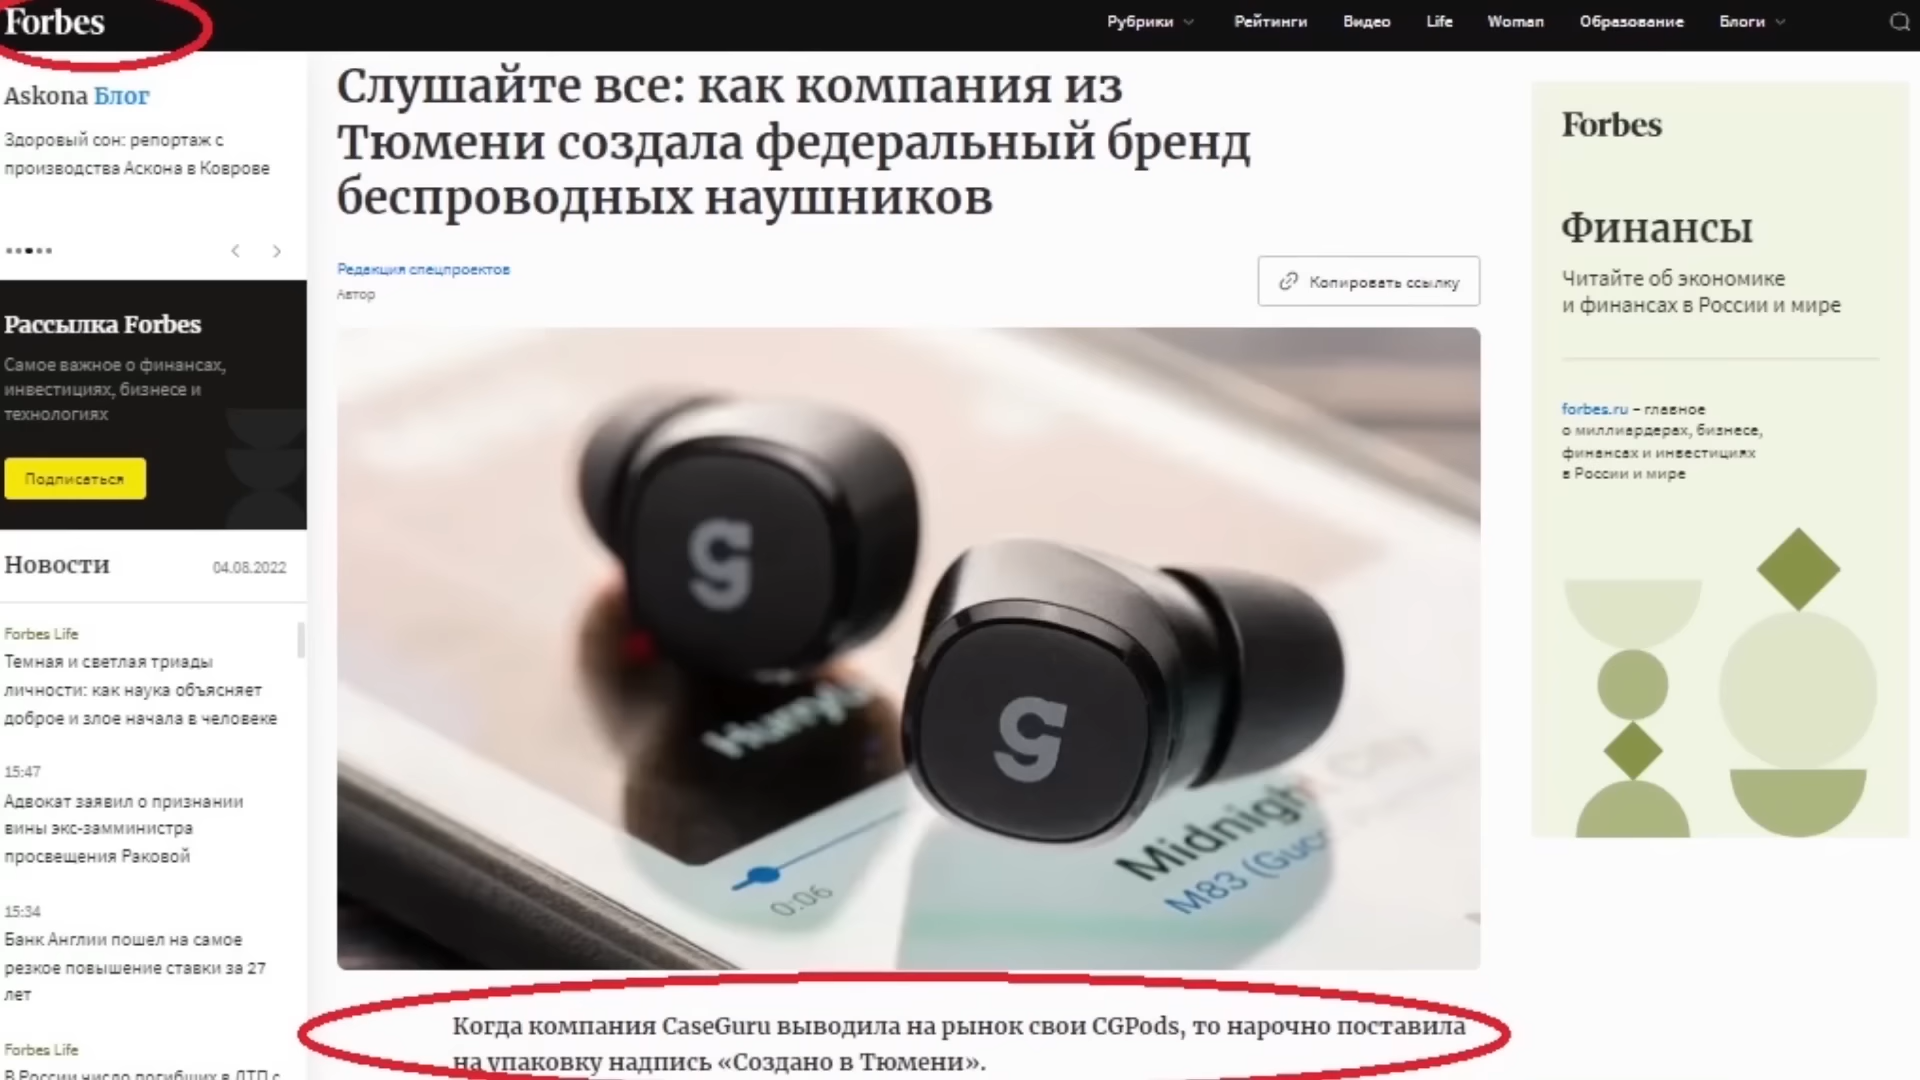 Forbes
Рубрики
Рейтинги
Видео
Life
Woman
Образование
Блоги
Askona Блог
Здоровый сон: репортаж с
производства Аскона в Коврове
Рассылка Forbes
Самое важное о финансах,
инвестициях, бизнесе и
технологиях
Подписаться
Новости
04.08.2022
Forbes Life
Темная и светлая триады
личности: как наука объясняет
доброе и злое начала в человеке
15:47
Адвокат заявил о признании
вины экс-замминистра
просвещения Раковой
15:34
Банк Англии пошел на самое
резкое повышение ставки за 27
лет
Forbes Life
В России число погибших в ДТП с
Слушайте все: как компания из
Тюмени создала федеральный бренд
беспроводных наушников
Редакция спецпроектов
Автор
Копировать ссылку
Midnight City
M83
0:06
Когда компания CaseGuru выводила на рынок свои CGPods, то нарочно поставила
на упаковку надпись «Создано в Тюмени».
Forbes
Финансы
Читайте об экономике
и финансах в России и мире
forbes.ru – главное
о миллиардерах, бизнесе,
финансах и инвестициях
в России и мире